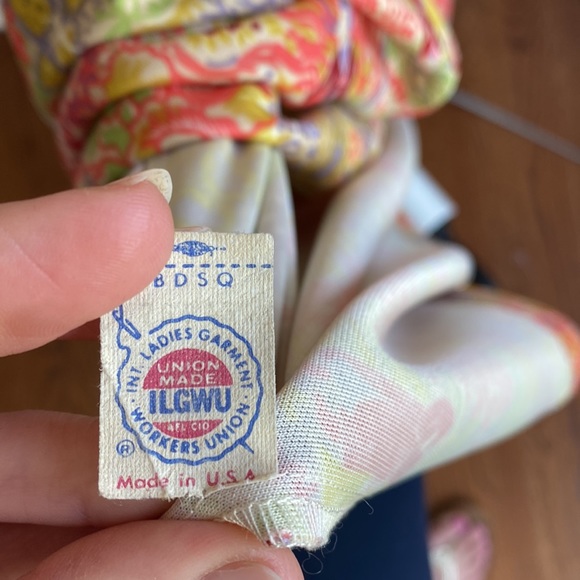 BDSQ
INT. LADIES GARMENT
UNION
MADE
ILGWU
AFL CIO
WORKERS UNION
®
Made in U.S.A